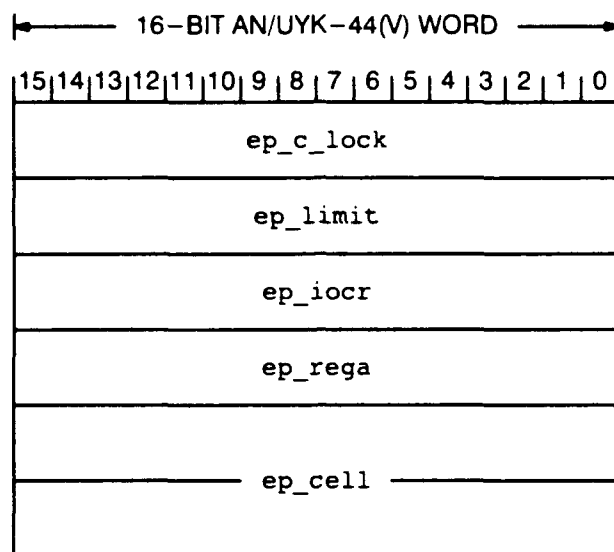 16-BIT AN/UYK-44(V) WORD
15 14 13 12 11 10 9 8 7 6 5 4 3 2 1 0
ep_c_lock
ep_limit
ep_iocr
ep_rega
ep_cell